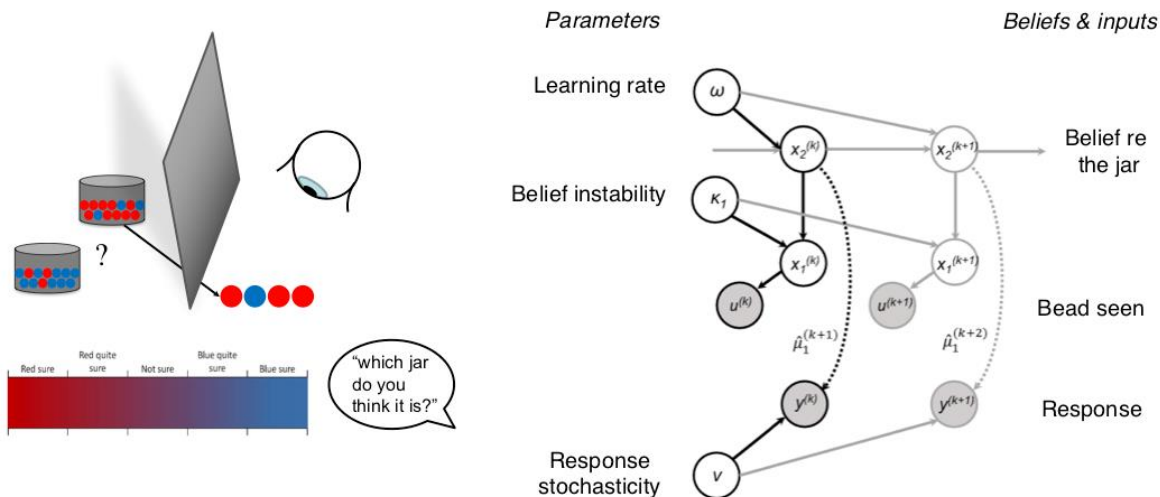 Parameters
Beliefs & inputs
Learning rate
ω
x₂⁽ᵏ⁾
x₂⁽ᵏ⁺¹⁾
Belief re
the jar
Belief instability
κ₁
?
x₁⁽ᵏ⁾
x₁⁽ᵏ⁺¹⁾
u⁽ᵏ⁾
u⁽ᵏ⁺¹⁾
Bead seen
μ̂₁⁽ᵏ⁺¹⁾
μ̂₁⁽ᵏ⁺²⁾
Red sure
Red quite
sure
Not sure
Blue quite
sure
Blue sure
"which jar
do you
think it is?"
y⁽ᵏ⁾
y⁽ᵏ⁺¹⁾
Response
Response
stochasticity
ν